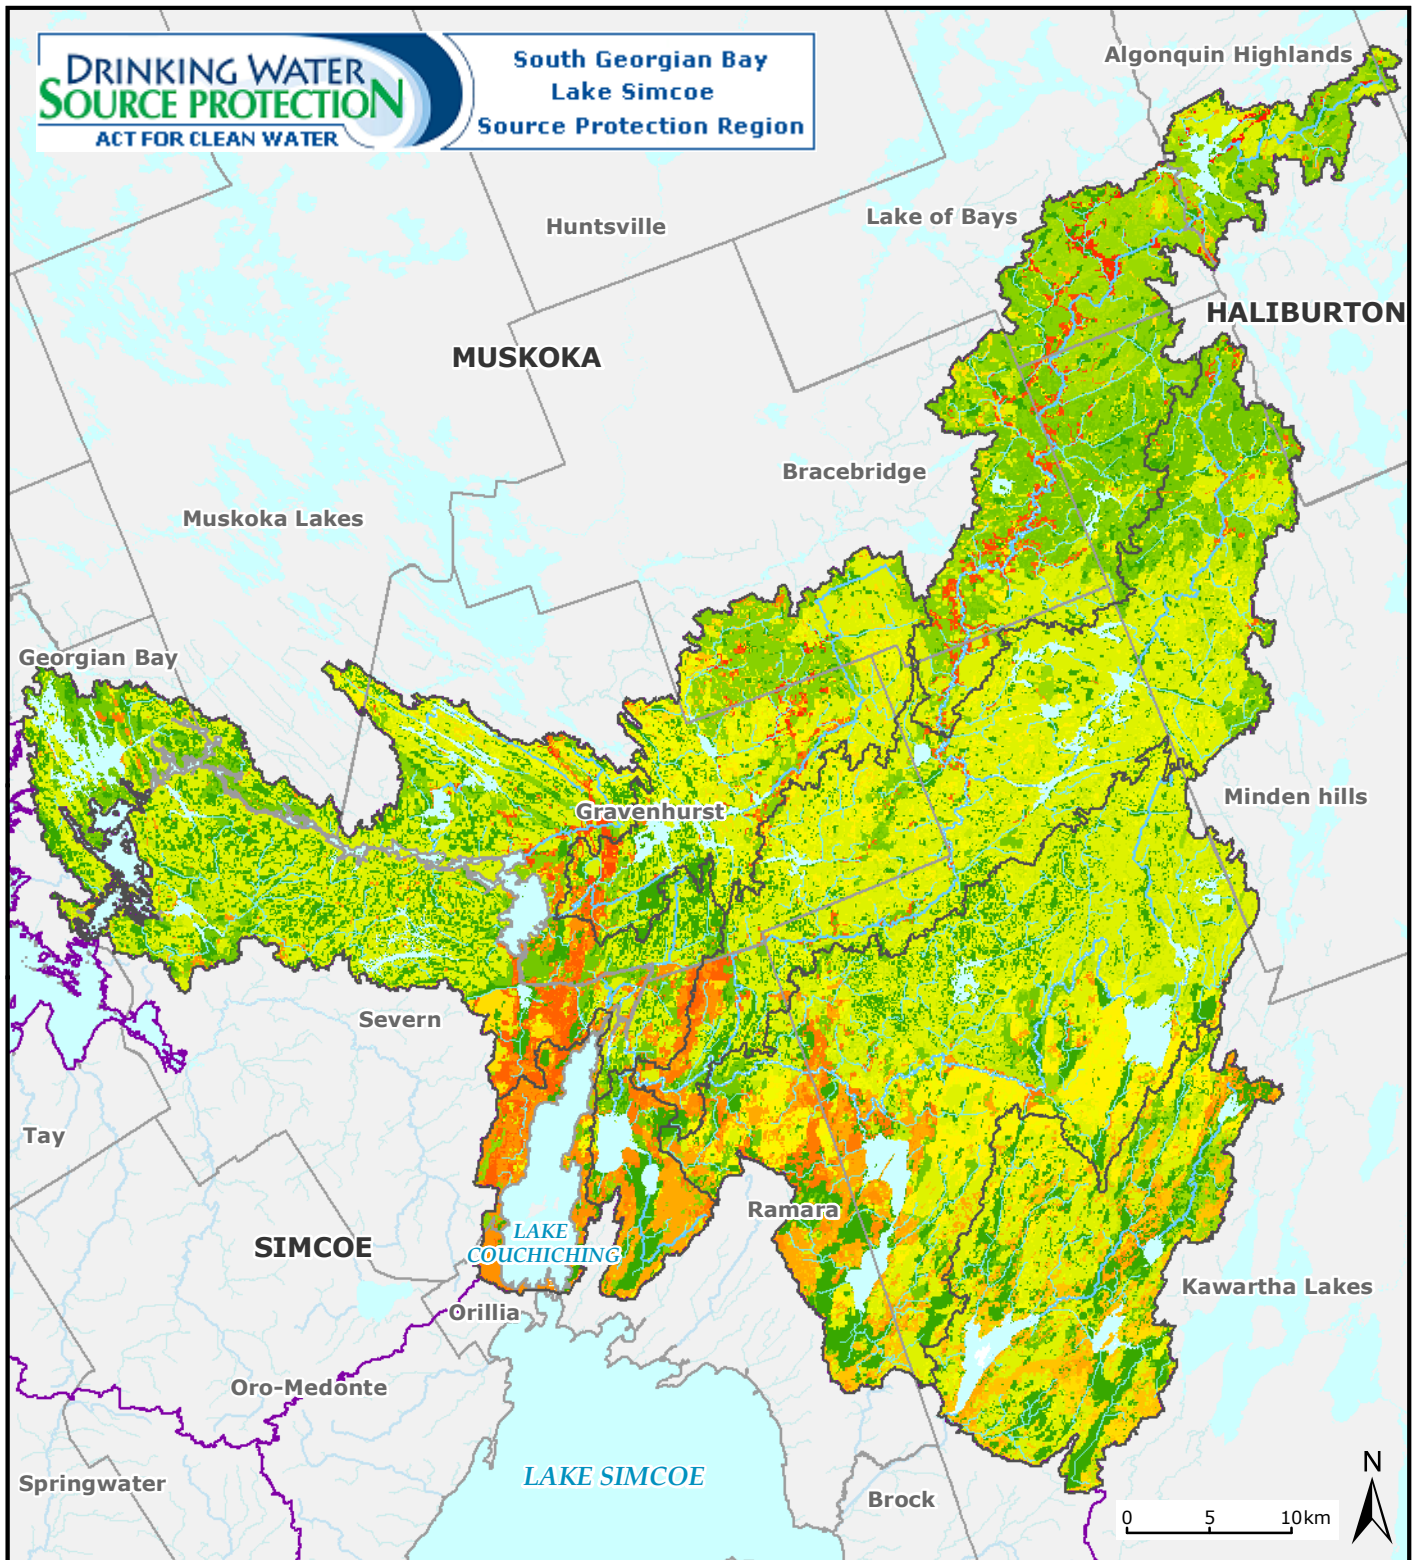 DRINKING WATER
SOURCE PROTECTION
ACT FOR CLEAN WATER
South Georgian Bay
Lake Simcoe
Source Protection Region
Algonquin Highlands
Lake of Bays
Huntsville
HALIBURTON
MUSKOKA
Bracebridge
Muskoka Lakes
Georgian Bay
Minden hills
Gravenhurst
Severn
Tay
Ramara
SIMCOE
LAKE
COUCHICHING
Kawartha Lakes
Orillia
Oro-Medonte
LAKE SIMCOE
Springwater
Brock
N
0 5 10km